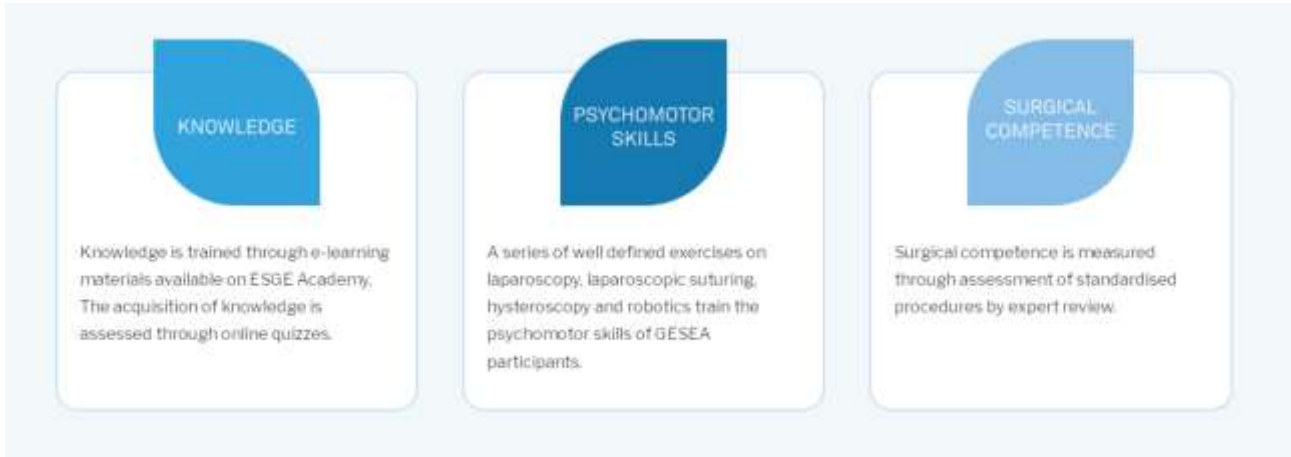 KNOWLEDGE
Knowledge is trained through e-learning
materials available on ESGE Academy.
The acquisition of knowledge is
assessed through online quizzes.
PSYCHOMOTOR
SKILLS
A series of well defined exercises on
laparoscopy, laparoscopic suturing,
hysteroscopy and robotics train the
psychomotor skills of GESEA
participants.
SURGICAL
COMPETENCE
Surgical competence is measured
through assessment of standardised
procedures by expert review.